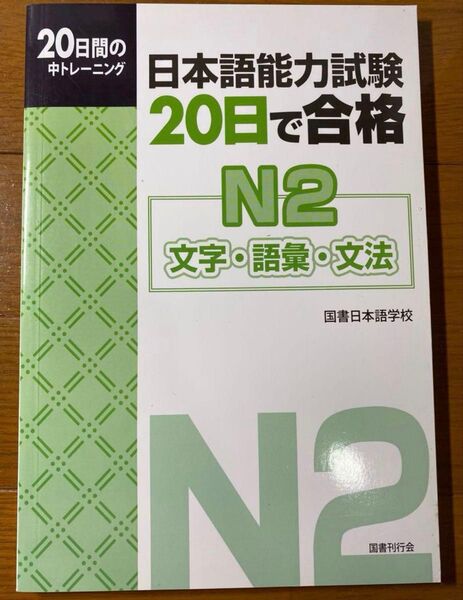 20日間の
中トレーニング
日本語能力試験
20日で合格
N2
文字・語彙・文法
国書日本語学校
N2
国書刊行会